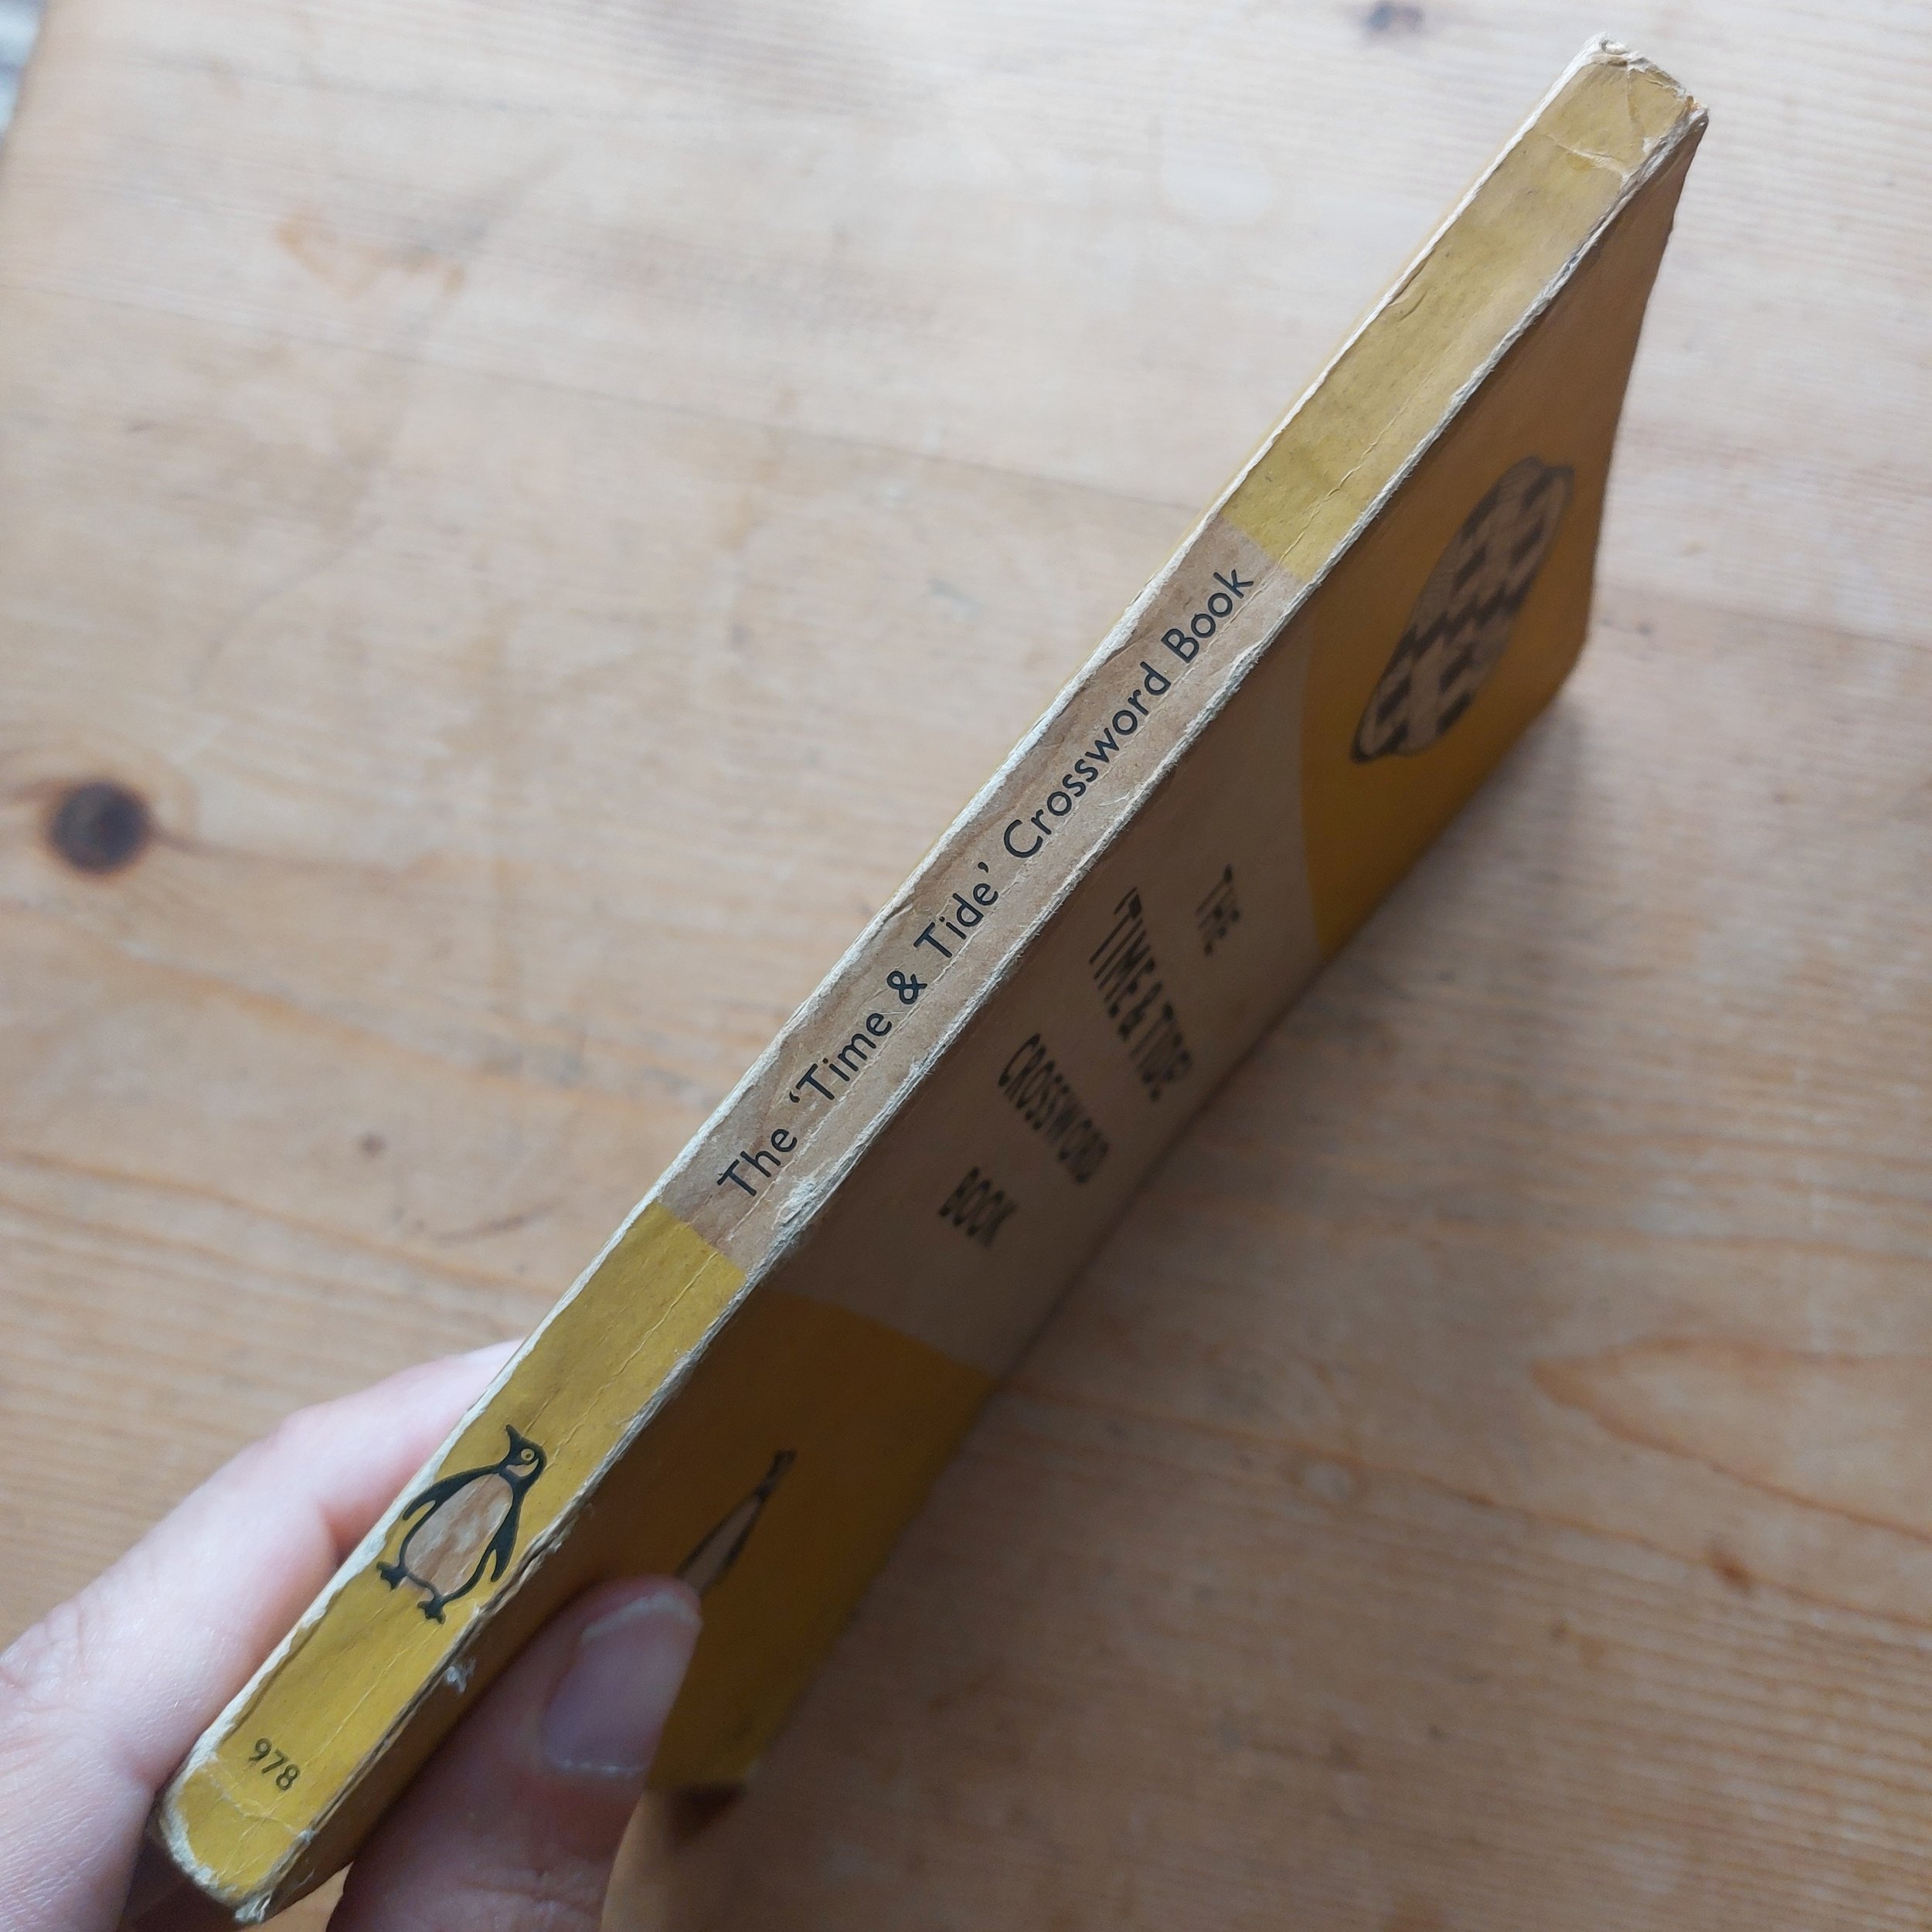 The ‘Time & Tide’ Crossword Book
978
THE
‘TIME & TIDE’
CROSSWORD
BOOK